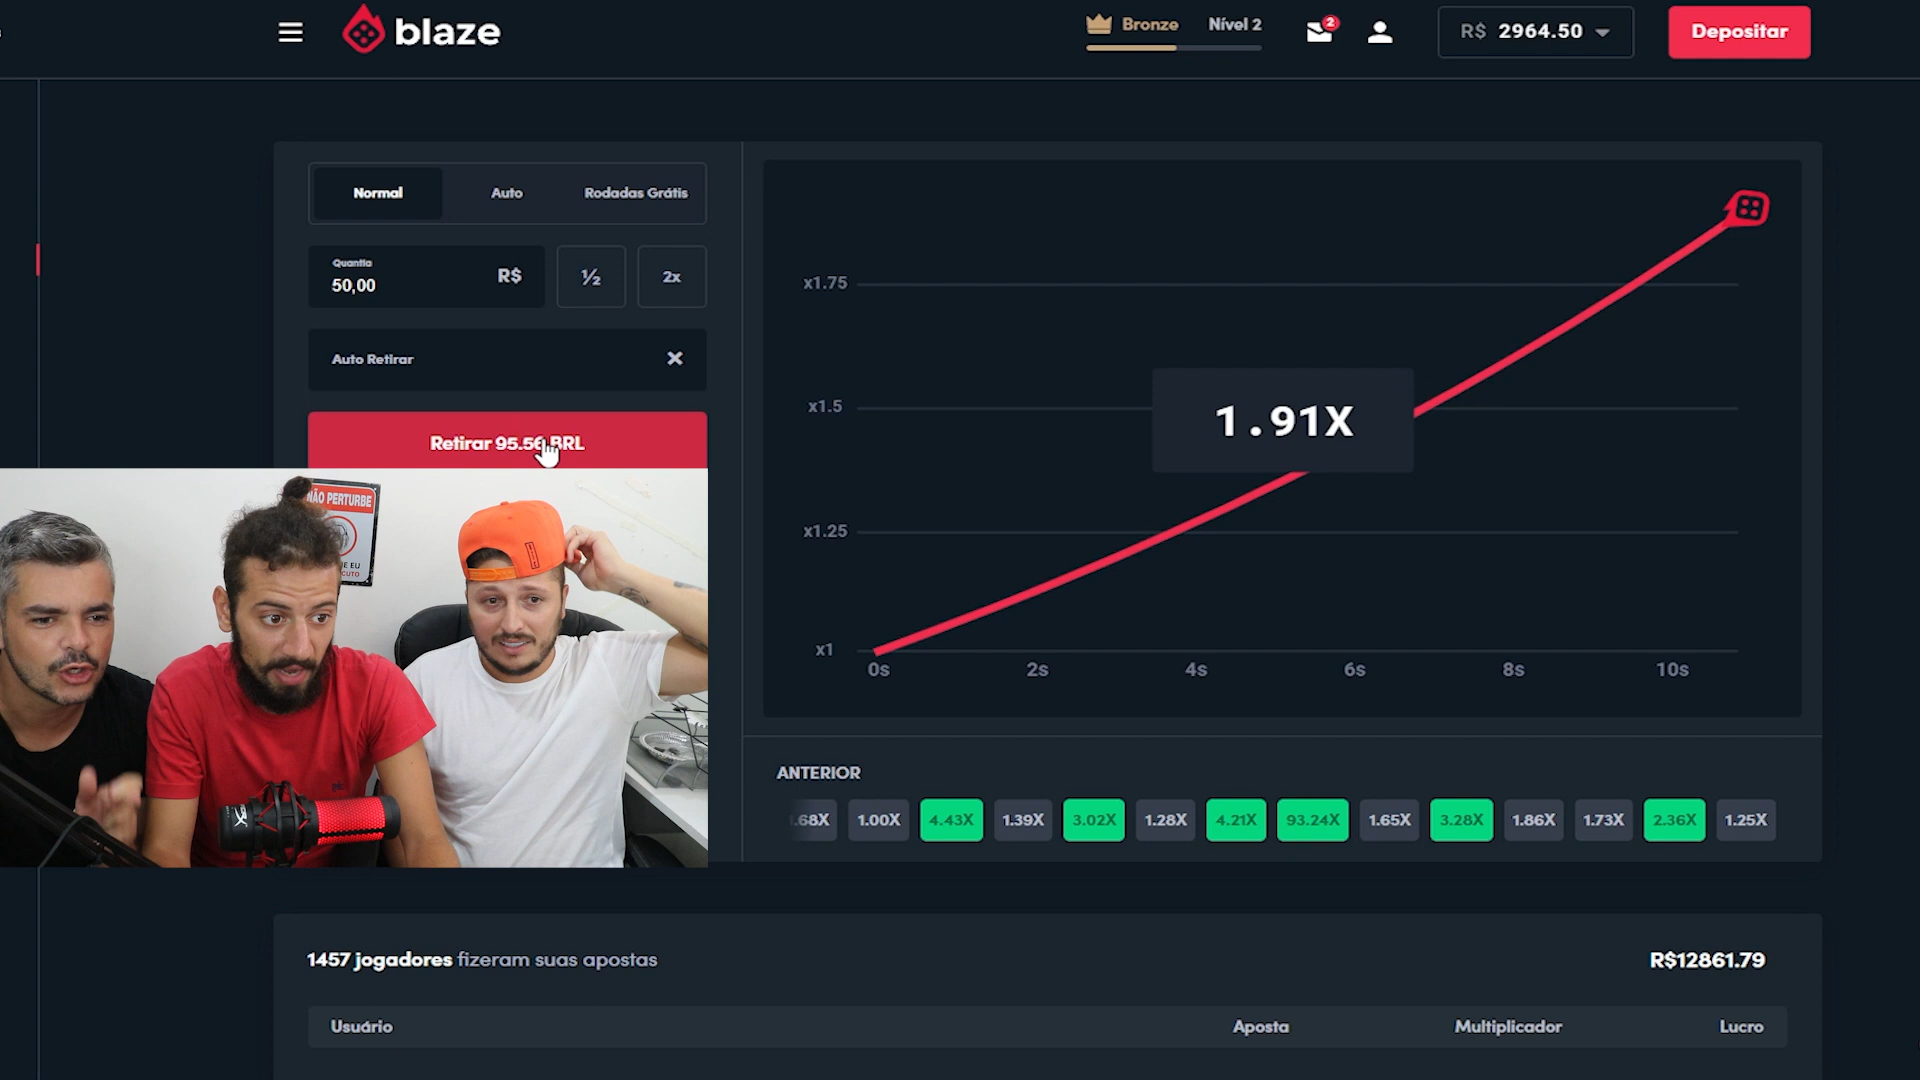 blaze
Bronze
Nível 2
2
R$ 2964.50
Depositar
Normal
Auto
Rodadas Grátis
Quantia
50,00
R$
½
2x
Auto Retirar
Retirar 95.56 BRL
x1.75
x1.5
x1.25
x1
1.91X
0s
2s
4s
6s
8s
10s
NÃO PERTURBE
ANTERIOR
.68X
1.00X
4.43X
1.39X
3.02X
1.28X
4.21X
93.24X
1.65X
3.28X
1.86X
1.73X
2.36X
1.25X
1457 jogadores fizeram suas apostas
R$12861.79
Usuário
Aposta
Multiplicador
Lucro